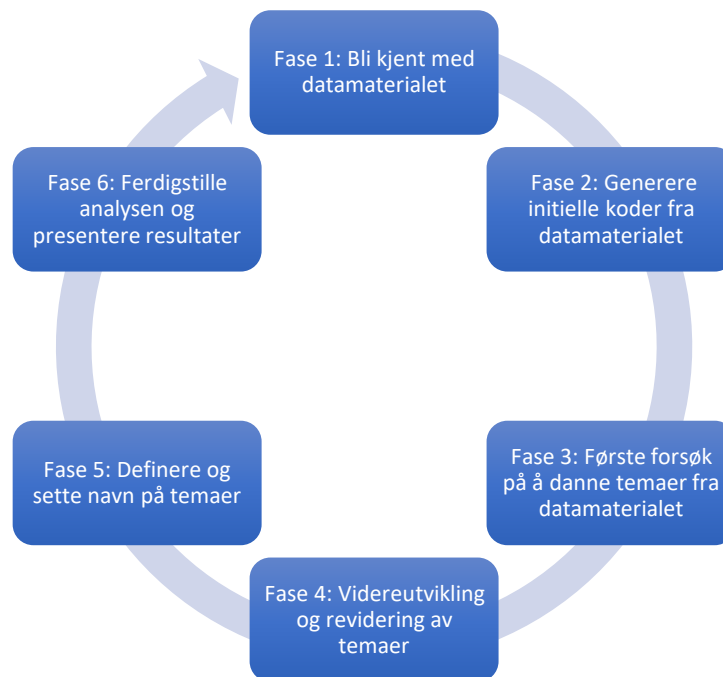 Fase 1: Bli kjent med
datamaterialet
Fase 2: Generere
initielle koder fra
datamaterialet
Fase 3: Første forsøk
på å danne temaer fra
datamaterialet
Fase 4: Videreutvikling
og revidering av
temaer
Fase 5: Definere og
sette navn på temaer
Fase 6: Ferdigstille
analysen og
presentere resultater